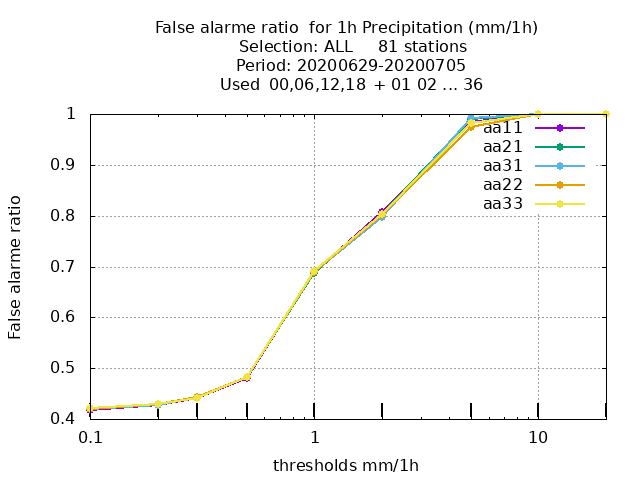 False alarme ratio  for 1h Precipitation (mm/1h)
Selection: ALL     81 stations
Period: 20200629-20200705
Used  00,06,12,18  + 01 02 ... 36
1
0.9
0.8
0.7
0.6
0.5
0.4
False alarme ratio
aa11
aa21
aa31
aa22
aa33
0.1
1
10
thresholds mm/1h